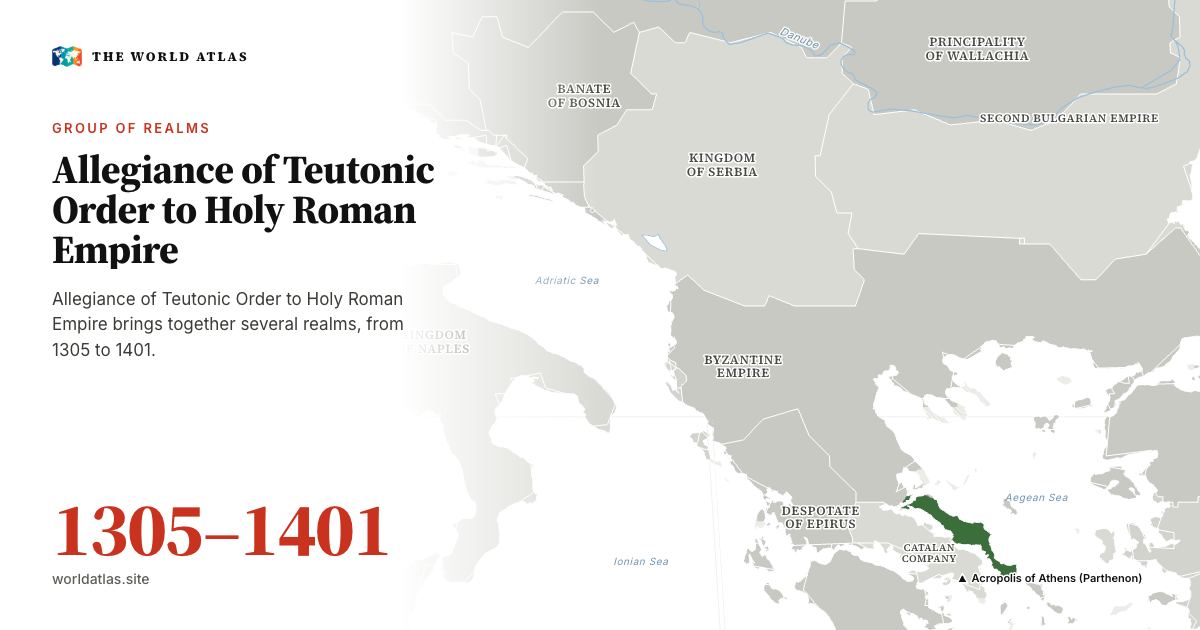 THE WORLD ATLAS
GROUP OF REALMS
Allegiance of Teutonic
Order to Holy Roman
Empire
Allegiance of Teutonic Order to Holy Roman
Empire brings together several realms, from
1305 to 1401.
1305–1401
worldatlas.site
Danube
PRINCIPALITY
OF WALLACHIA
BANATE
OF BOSNIA
SECOND BULGARIAN EMPIRE
KINGDOM
OF SERBIA
Adriatic Sea
KINGDOM
OF NAPLES
BYZANTINE
EMPIRE
Aegean Sea
DESPOTATE
OF EPIRUS
CATALAN
COMPANY
Ionian Sea
▲ Acropolis of Athens (Parthenon)